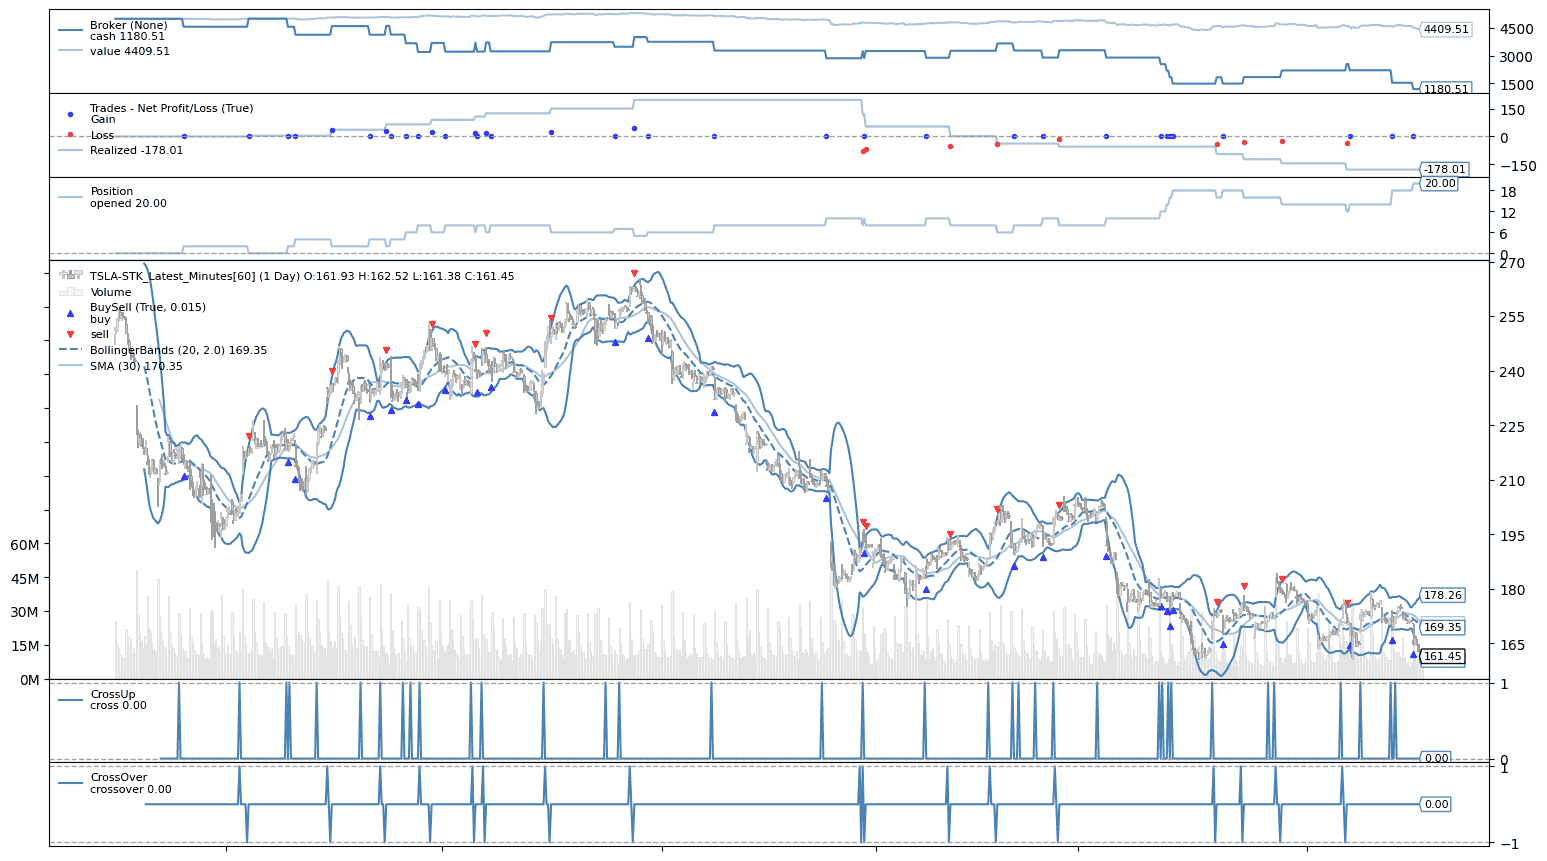 Broker (None)
cash 1180.51
value 4409.51
4409.51
1180.51
4500
3000
1500
Trades - Net Profit/Loss (True)
Gain
Loss
Realized -178.01
-178.01
150
0
−150
Position
opened 20.00
20.00
18
12
6
0
TSLA-STK_Latest_Minutes[60] (1 Day) O:161.93 H:162.52 L:161.38 C:161.45
Volume
BuySell (True, 0.015)
buy
sell
BollingerBands (20, 2.0) 169.35
SMA (30) 170.35
270
255
240
225
210
195
180
165
60M
45M
30M
15M
0M
178.26
169.35
161.45
CrossUp
cross 0.00
1
0.00
0
CrossOver
crossover 0.00
1
0.00
−1